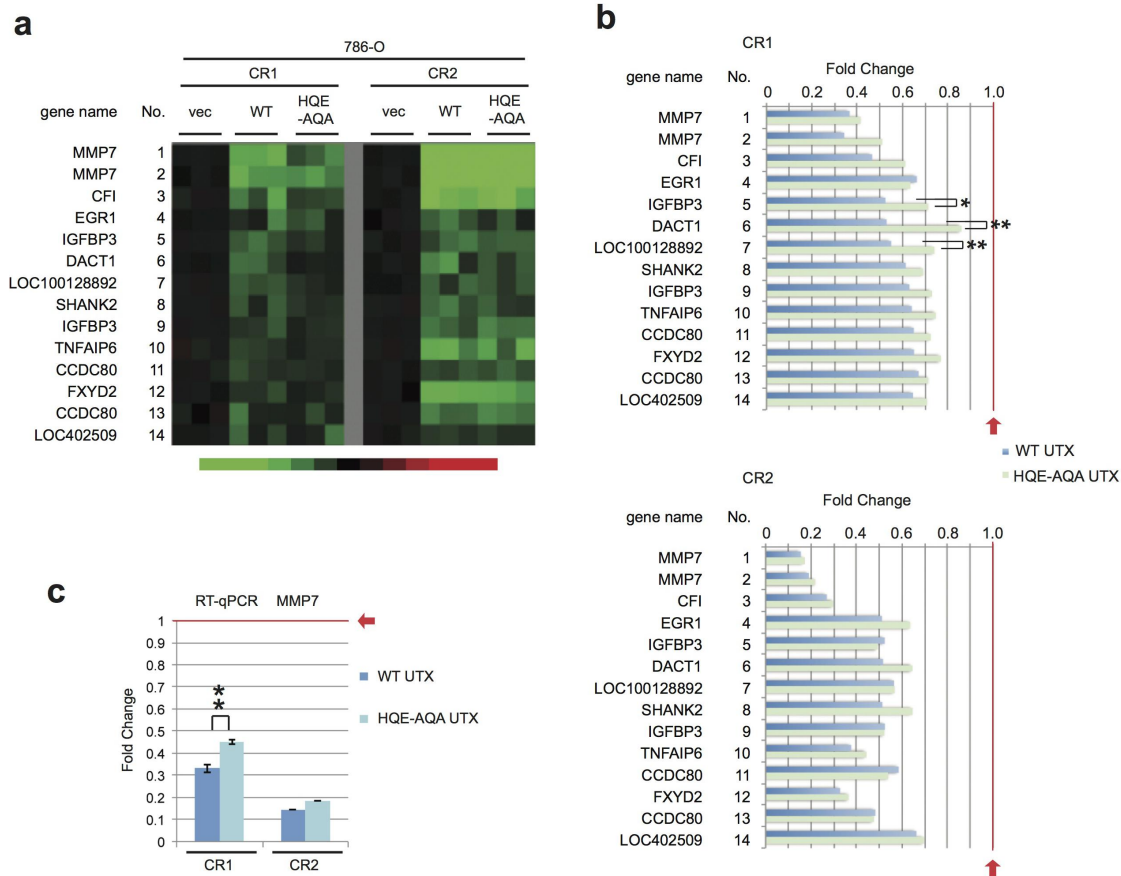 a
786-O
CR1 CR2
gene name No. vec WT HQE -AQA vec WT HQE -AQA
MMP7 1
MMP7 2
CFI 3
EGR1 4
IGFBP3 5
DACT1 6
LOC100128892 7
SHANK2 8
IGFBP3 9
TNFAIP6 10
CCDC80 11
FXYD2 12
CCDC80 13
LOC402509 14
b
CR1
Fold Change
gene name No.
0 0.2 0.4 0.6 0.8 1.0
MMP7 1
MMP7 2
CFI 3
EGR1 4
IGFBP3 5 *
DACT1 6 **
LOC100128892 7 **
SHANK2 8
IGFBP3 9
TNFAIP6 10
CCDC80 11
FXYD2 12
CCDC80 13
LOC402509 14
WT UTX
HQE-AQA UTX
CR2
Fold Change
gene name No.
0 0.2 0.4 0.6 0.8 1.0
MMP7 1
MMP7 2
CFI 3
EGR1 4
IGFBP3 5
DACT1 6
LOC100128892 7
SHANK2 8
IGFBP3 9
TNFAIP6 10
CCDC80 11
FXYD2 12
CCDC80 13
LOC402509 14
c
RT-qPCR MMP7
Fold Change
1
0.9
0.8
0.7
0.6
0.5
0.4
0.3
0.2
0.1
0
**
WT UTX
HQE-AQA UTX
CR1 CR2